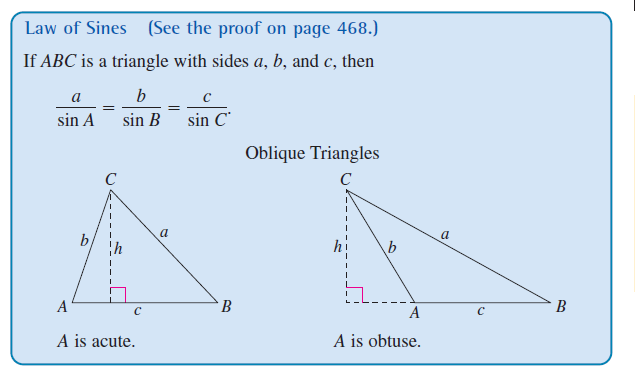 Law of Sines (See the proof on page 468.)
If ABC is a triangle with sides a, b, and c, then
a b c
— = — = —.
sin A sin B sin C
Oblique Triangles
C C
b h a h b a
A c B A c B
A is acute. A is obtuse.